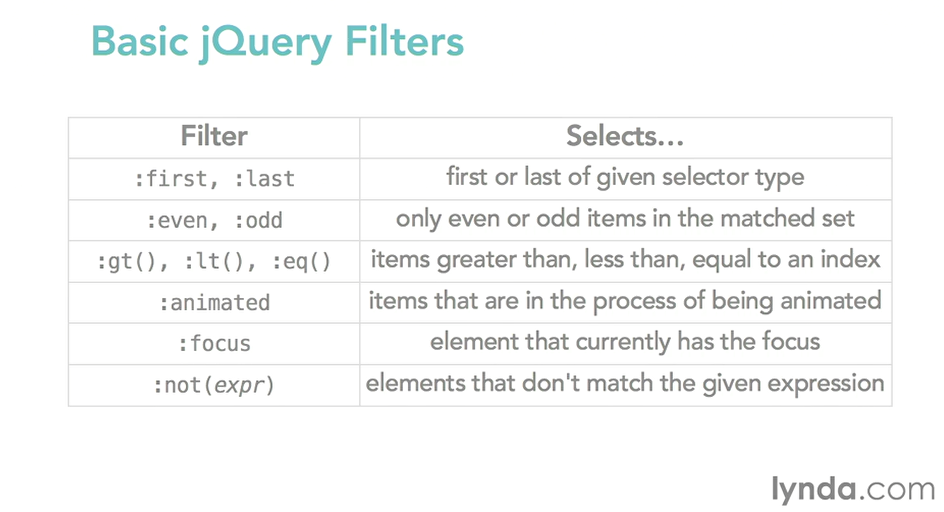 Basic jQuery Filters
Filter Selects...
:first, :last first or last of given selector type
:even, :odd only even or odd items in the matched set
:gt(), :lt(), :eq() items greater than, less than, equal to an index
:animated items that are in the process of being animated
:focus element that currently has the focus
:not(expr) elements that don't match the given expression
lynda.com